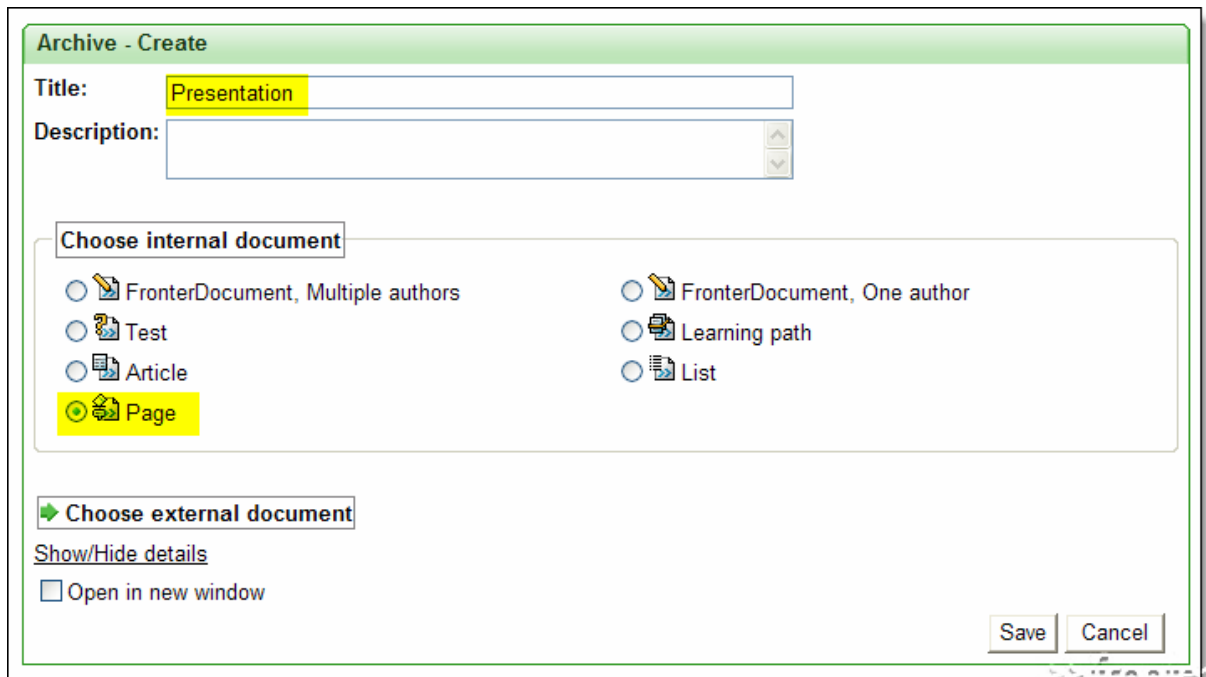 Archive - Create
Title: Presentation
Description:
Choose internal document
FronterDocument, Multiple authors FronterDocument, One author
Test Learning path
Article List
Page
Choose external document
Show/Hide details
Open in new window
Save Cancel